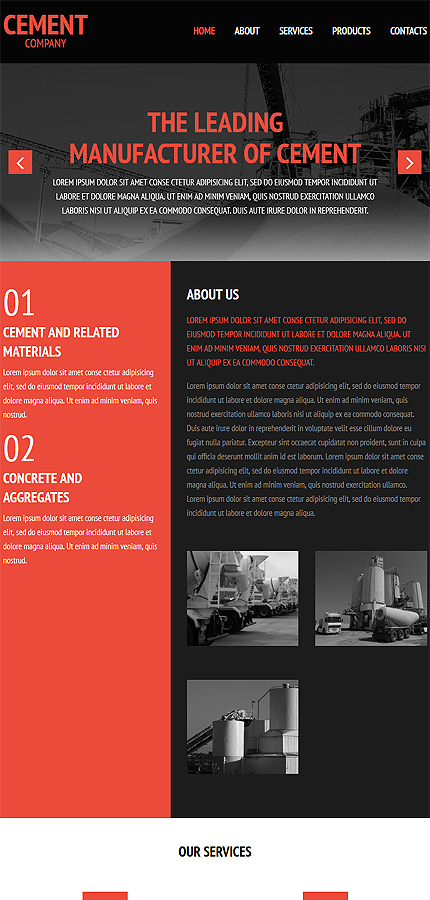 CEMENT
COMPANY
HOME ABOUT SERVICES PRODUCTS CONTACTS
THE LEADING
MANUFACTURER OF CEMENT
LOREM IPSUM DOLOR SIT AMET CONSE CTETUR ADIPISICING ELIT, SED DO EIUSMOD TEMPOR INCIDIDUNT UT
LABORE ET DOLORE MAGNA ALIQUA. UT ENIM AD MINIM VENIAM, QUIS NOSTRUD EXERCITATION ULLAMCO
LABORIS NISI UT ALIQUIP EX EA COMMODO CONSEQUAT. DUIS AUTE IRURE DOLOR IN REPREHENDERIT.
01
CEMENT AND RELATED
MATERIALS
Lorem ipsum dolor sit amet conse ctetur adipisicing
elit, sed do eiusmod tempor incididunt ut labore et
dolore magna aliqua. Ut enim ad minim veniam, quis
nostrud.
02
CONCRETE AND
AGGREGATES
Lorem ipsum dolor sit amet conse ctetur adipisicing
elit, sed do eiusmod tempor incididunt ut labore et
dolore magna aliqua. Ut enim ad minim veniam, quis
nostrud.
ABOUT US
LOREM IPSUM DOLOR SIT AMET CONSE CTETUR ADIPISICING ELIT, SED DO
EIUSMOD TEMPOR INCIDIDUNT UT LABORE ET DOLORE MAGNA ALIQUA. UT
ENIM AD MINIM VENIAM, QUIS NOSTRUD EXERCITATION ULLAMCO LABORIS NISI
UT ALIQUIP EX EA COMMODO CONSEQUAT.
Lorem ipsum dolor sit amet conse ctetur adipisicing elit, sed do eiusmod
tempor incididunt ut labore et dolore magna aliqua. Ut enim ad minim veniam, quis
nostrud exercitation ullamco laboris nisi ut aliquip ex ea commodo consequat.
Duis aute irure dolor in reprehenderit in voluptate velit esse cillum dolore eu
fugiat nulla pariatur. Excepteur sint occaecat cupidatat non proident, sunt in culpa
qui officia deserunt mollit anim id est laborum. Lorem ipsum dolor sit amet conse
ctetur adipisicing elit, sed do eiusmod tempor incididunt ut labore et dolore
magna aliqua. Ut enim ad minim veniam, quis nostrud exercitation ullamco.
Lorem ipsum dolor sit amet conse ctetur adipisicing elit, sed do eiusmod tempor
incididunt ut labore et dolore magna aliqua.
OUR SERVICES